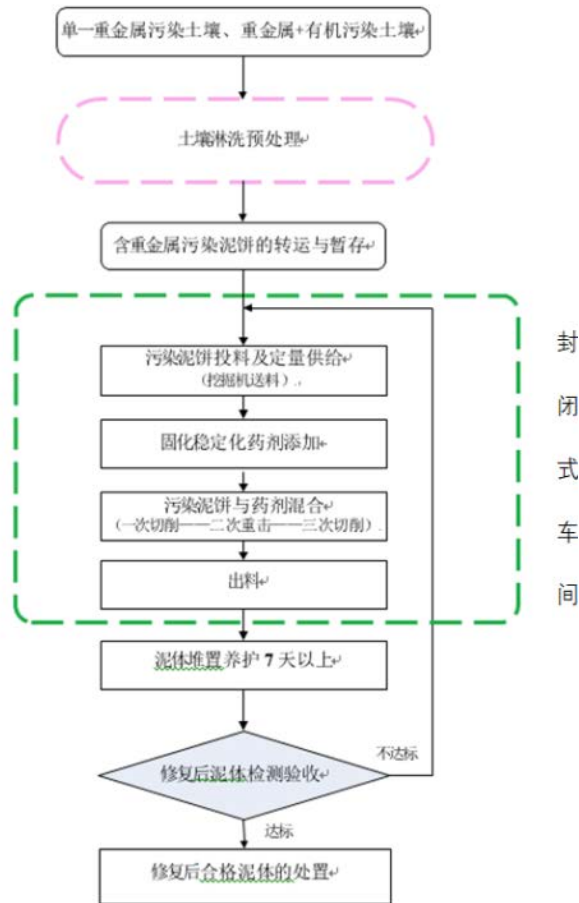 单一重金属污染土壤、重金属+有机污染土壤
土壤淋洗预处理
含重金属污染泥饼的转运与暂存
污染泥饼投料及定量供给
（挖掘机送料）
固化稳定化药剂添加
污染泥饼与药剂混合
（一次切削——二次重击——三次切削）
出料
封
闭
式
车
间
泥体堆置养护 7 天以上
修复后泥体检测验收
不达标
达标
修复后合格泥体的处置